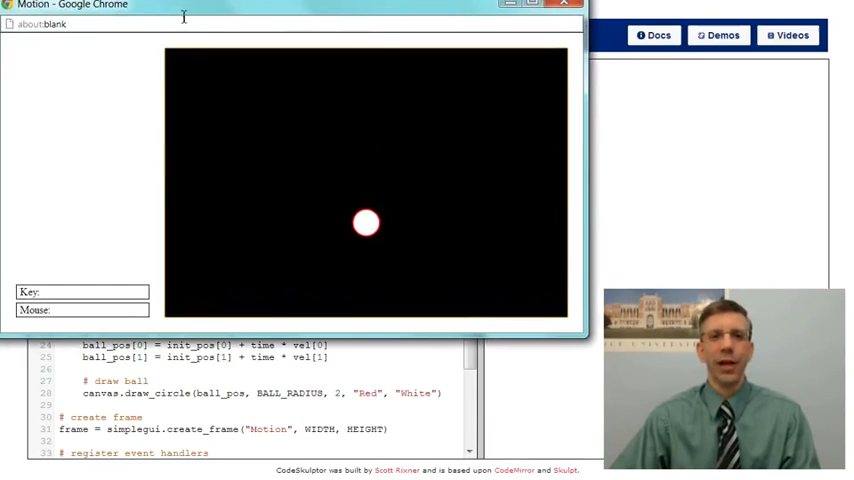 Motion - Google Chrome
about:blank
Docs
Demos
Videos
Key:
Mouse:
24 ball_pos[0] = init_pos[0] + time * vel[0]
25 ball_pos[1] = init_pos[1] + time * vel[1]
26
27 # draw ball
28 canvas.draw_circle(ball_pos, BALL_RADIUS, 2, "Red", "White")
29
30 # create frame
31 frame = simplegui.create_frame("Motion", WIDTH, HEIGHT)
32
33 # register event handlers
CodeSkulptor was built by Scott Rixner and is based upon CodeMirror and Skulpt.